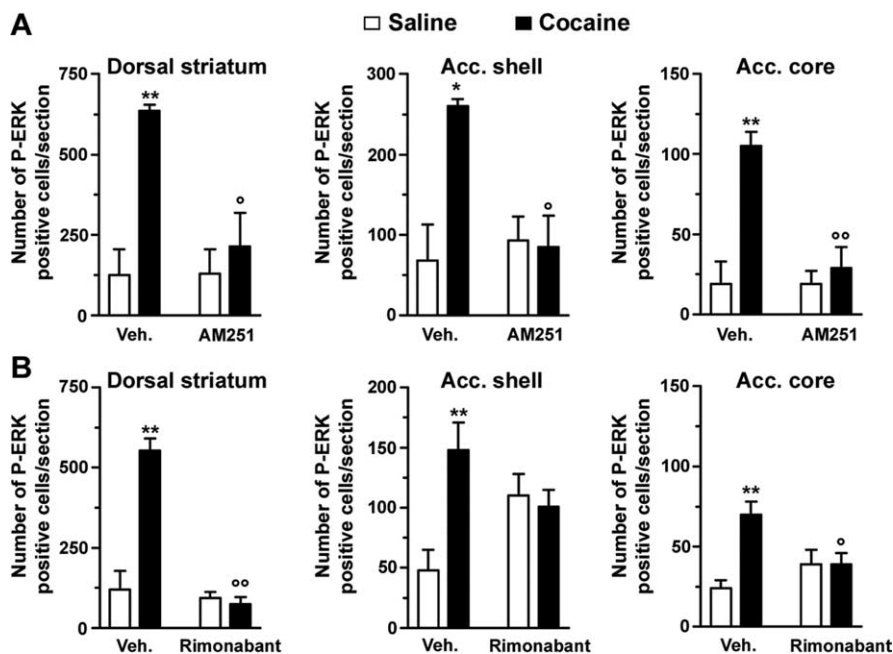 A
Saline Cocaine
Dorsal striatum
Number of P-ERK
positive cells/section
750
500
250
0
**
°
Veh. AM251
Acc. shell
Number of P-ERK
positive cells/section
300
200
100
0
*
°
Veh. AM251
Acc. core
Number of P-ERK
positive cells/section
150
100
50
0
**
°°
Veh. AM251
B
Dorsal striatum
Number of P-ERK
positive cells/section
750
500
250
0
**
°°
Veh. Rimonabant
Acc. shell
Number of P-ERK
positive cells/section
200
150
100
50
0
**
Veh. Rimonabant
Acc. core
Number of P-ERK
positive cells/section
150
100
50
0
**
°
Veh. Rimonabant